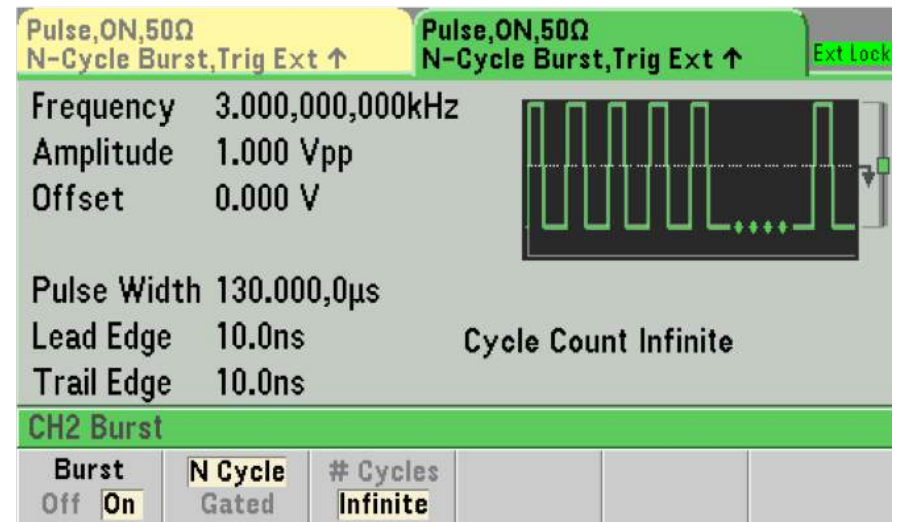 Pulse,ON,50Ω
N-Cycle Burst,Trig Ext ↑
Pulse,ON,50Ω
N-Cycle Burst,Trig Ext ↑
Ext Lock
Frequency 3.000,000,000kHz
Amplitude 1.000 Vpp
Offset 0.000 V
Pulse Width 130.000,0µs
Lead Edge 10.0ns
Trail Edge 10.0ns
Cycle Count Infinite
CH2 Burst
Burst
Off On
N Cycle
Gated
# Cycles
Infinite